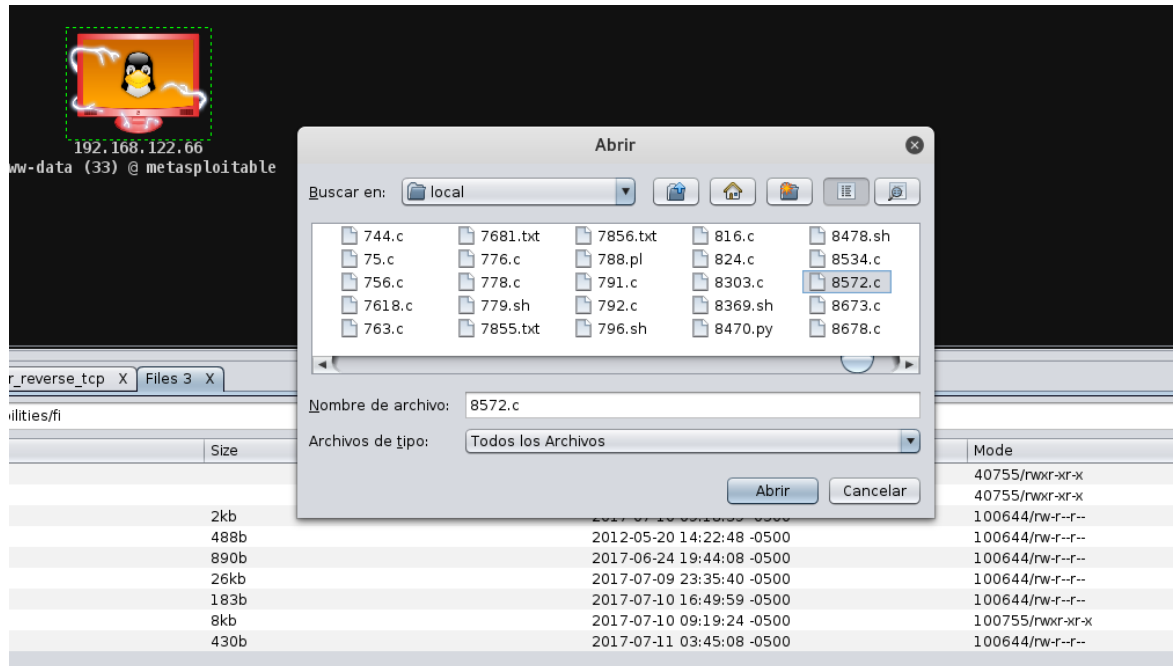 192.168.122.66
ww-data (33) @ metasploitable
Abrir
Buscar en: local
744.c 7681.txt 7856.txt 816.c 8478.sh
75.c 776.c 788.pl 824.c 8534.c
756.c 778.c 791.c 8303.c 8572.c
7618.c 779.sh 792.c 8369.sh 8673.c
763.c 7855.txt 796.sh 8470.py 8678.c
Nombre de archivo: 8572.c
Archivos de tipo: Todos los Archivos
Abrir Cancelar
r_reverse_tcp X Files 3 X
ilities/fi
Size Mode
40755/rwxr-xr-x
40755/rwxr-xr-x
2kb 100644/rw-r--r--
488b 2012-05-20 14:22:48 -0500 100644/rw-r--r--
890b 2017-06-24 19:44:08 -0500 100644/rw-r--r--
26kb 2017-07-09 23:35:40 -0500 100644/rw-r--r--
183b 2017-07-10 16:49:59 -0500 100644/rw-r--r--
8kb 2017-07-10 09:19:24 -0500 100755/rwxr-xr-x
430b 2017-07-11 03:45:08 -0500 100644/rw-r--r--